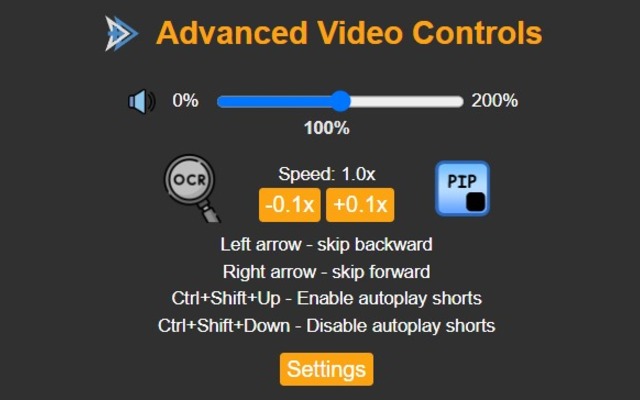 Advanced Video Controls
0% 200%
100%
OCR
Speed: 1.0x
PIP
-0.1x +0.1x
Left arrow - skip backward
Right arrow - skip forward
Ctrl+Shift+Up - Enable autoplay shorts
Ctrl+Shift+Down - Disable autoplay shorts
Settings